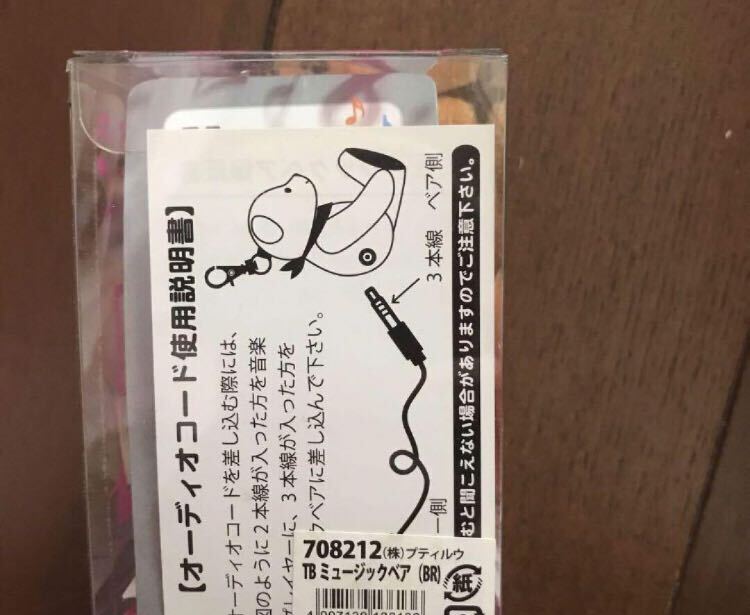 【オーディオコード使用説明書】
オーディオコードを差し込む際には、
図のように2本線が入った方を音楽
プレイヤーに、3本線が入った方を
ベアに差し込んで下さい。
3本線 ベア側
ー側
むと聞こえない場合がありますのでご注意下さい。
708212(株)プティルウ
TB ミュージックベア (BR)
紙